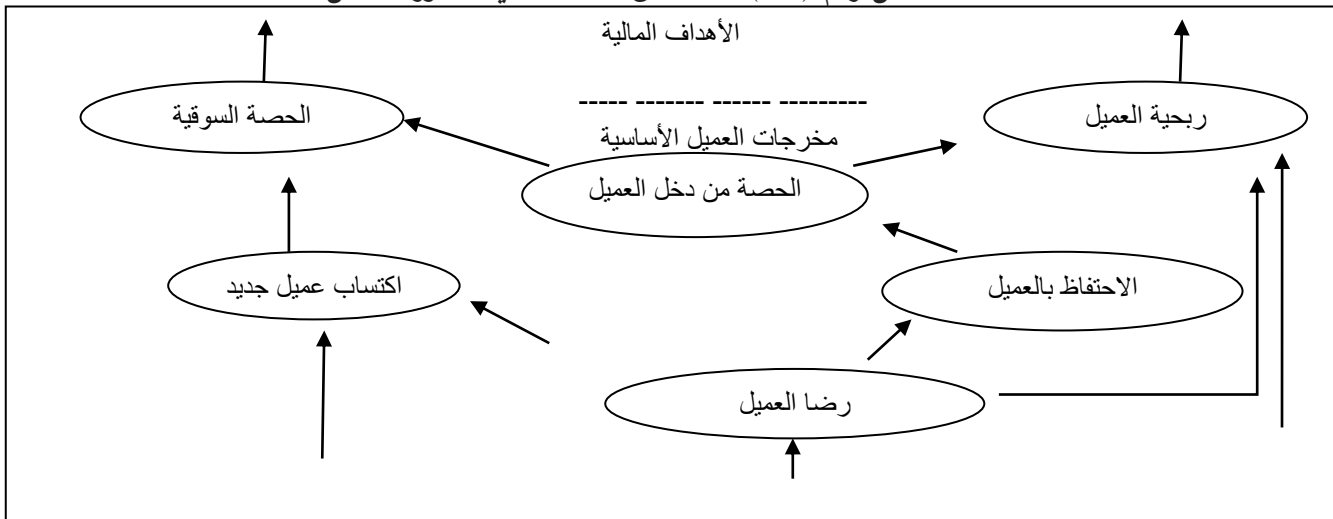 الأهداف المالية
الحصة السوقية
ربحية العميل
----- ------- ------ ---------
مخرجات العميل الأساسية
الحصة من دخل العميل
اكتساب عميل جديد
الاحتفاظ بالعميل
رضا العميل